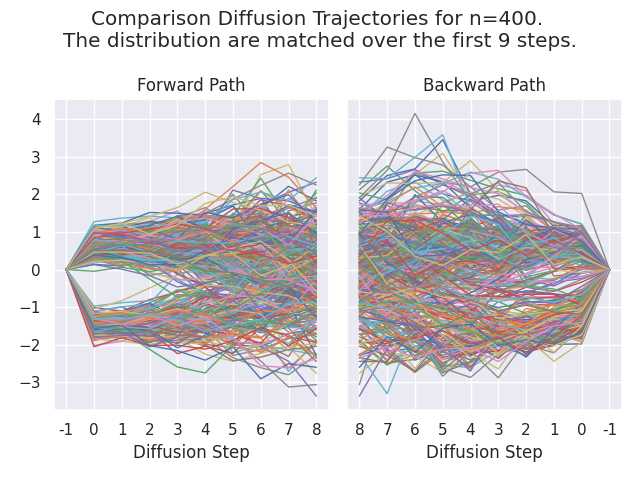 Comparison Diffusion Trajectories for n=400.
The distribution are matched over the first 9 steps.
Forward Path
Backward Path
4
3
2
1
0
−1
−2
−3
-1 0 1 2 3 4 5 6 7 8
8 7 6 5 4 3 2 1 0 -1
Diffusion Step
Diffusion Step